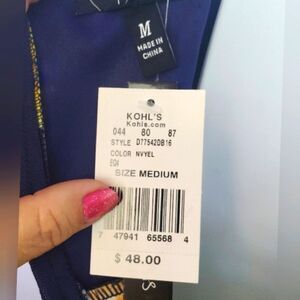 M
MADE IN
CHINA
KOHL'S
Kohls.com
044 80 87
STYLE D77542DB16
COLOR NVYEL
EQ4
SIZE MEDIUM
7 47941 65568 4
$ 48.00